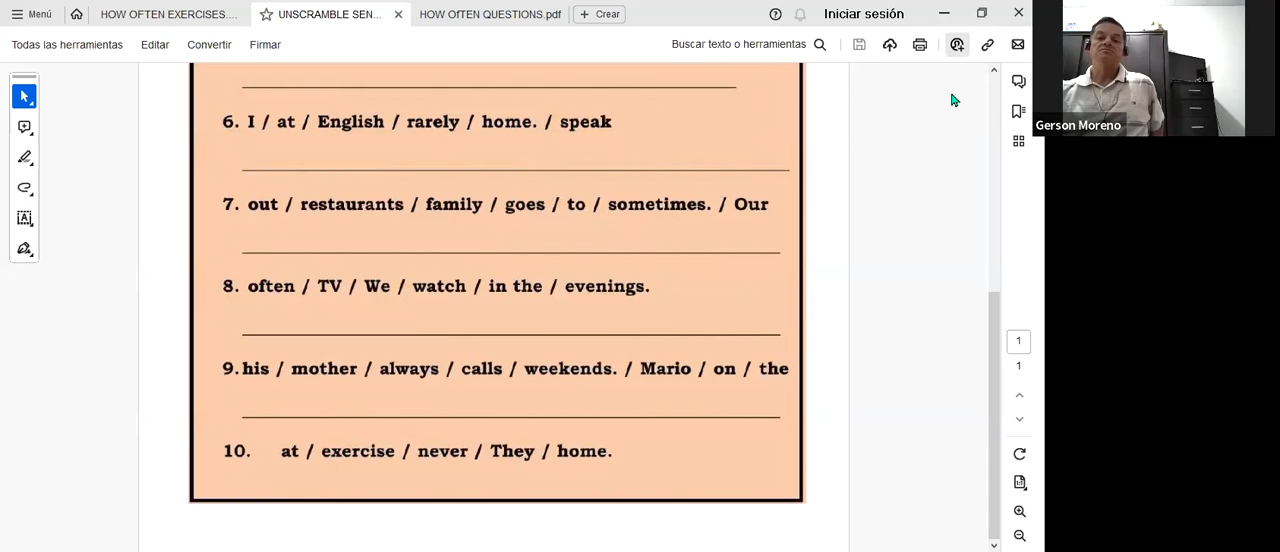 Menú
HOW OFTEN EXERCISES....
UNSCRAMBLE SEN...
HOW OfTEN QUESTIONS.pdf
Crear
Iniciar sesión
Todas las herramientas
Editar
Convertir
Firmar
Buscar texto o herramientas
6. I / at / English / rarely / home. / speak
7. out / restaurants / family / goes / to / sometimes. / Our
8. often / TV / We / watch / in the / evenings.
9. his / mother / always / calls / weekends. / Mario / on / the
10. at / exercise / never / They / home.
1
1
Gerson Moreno